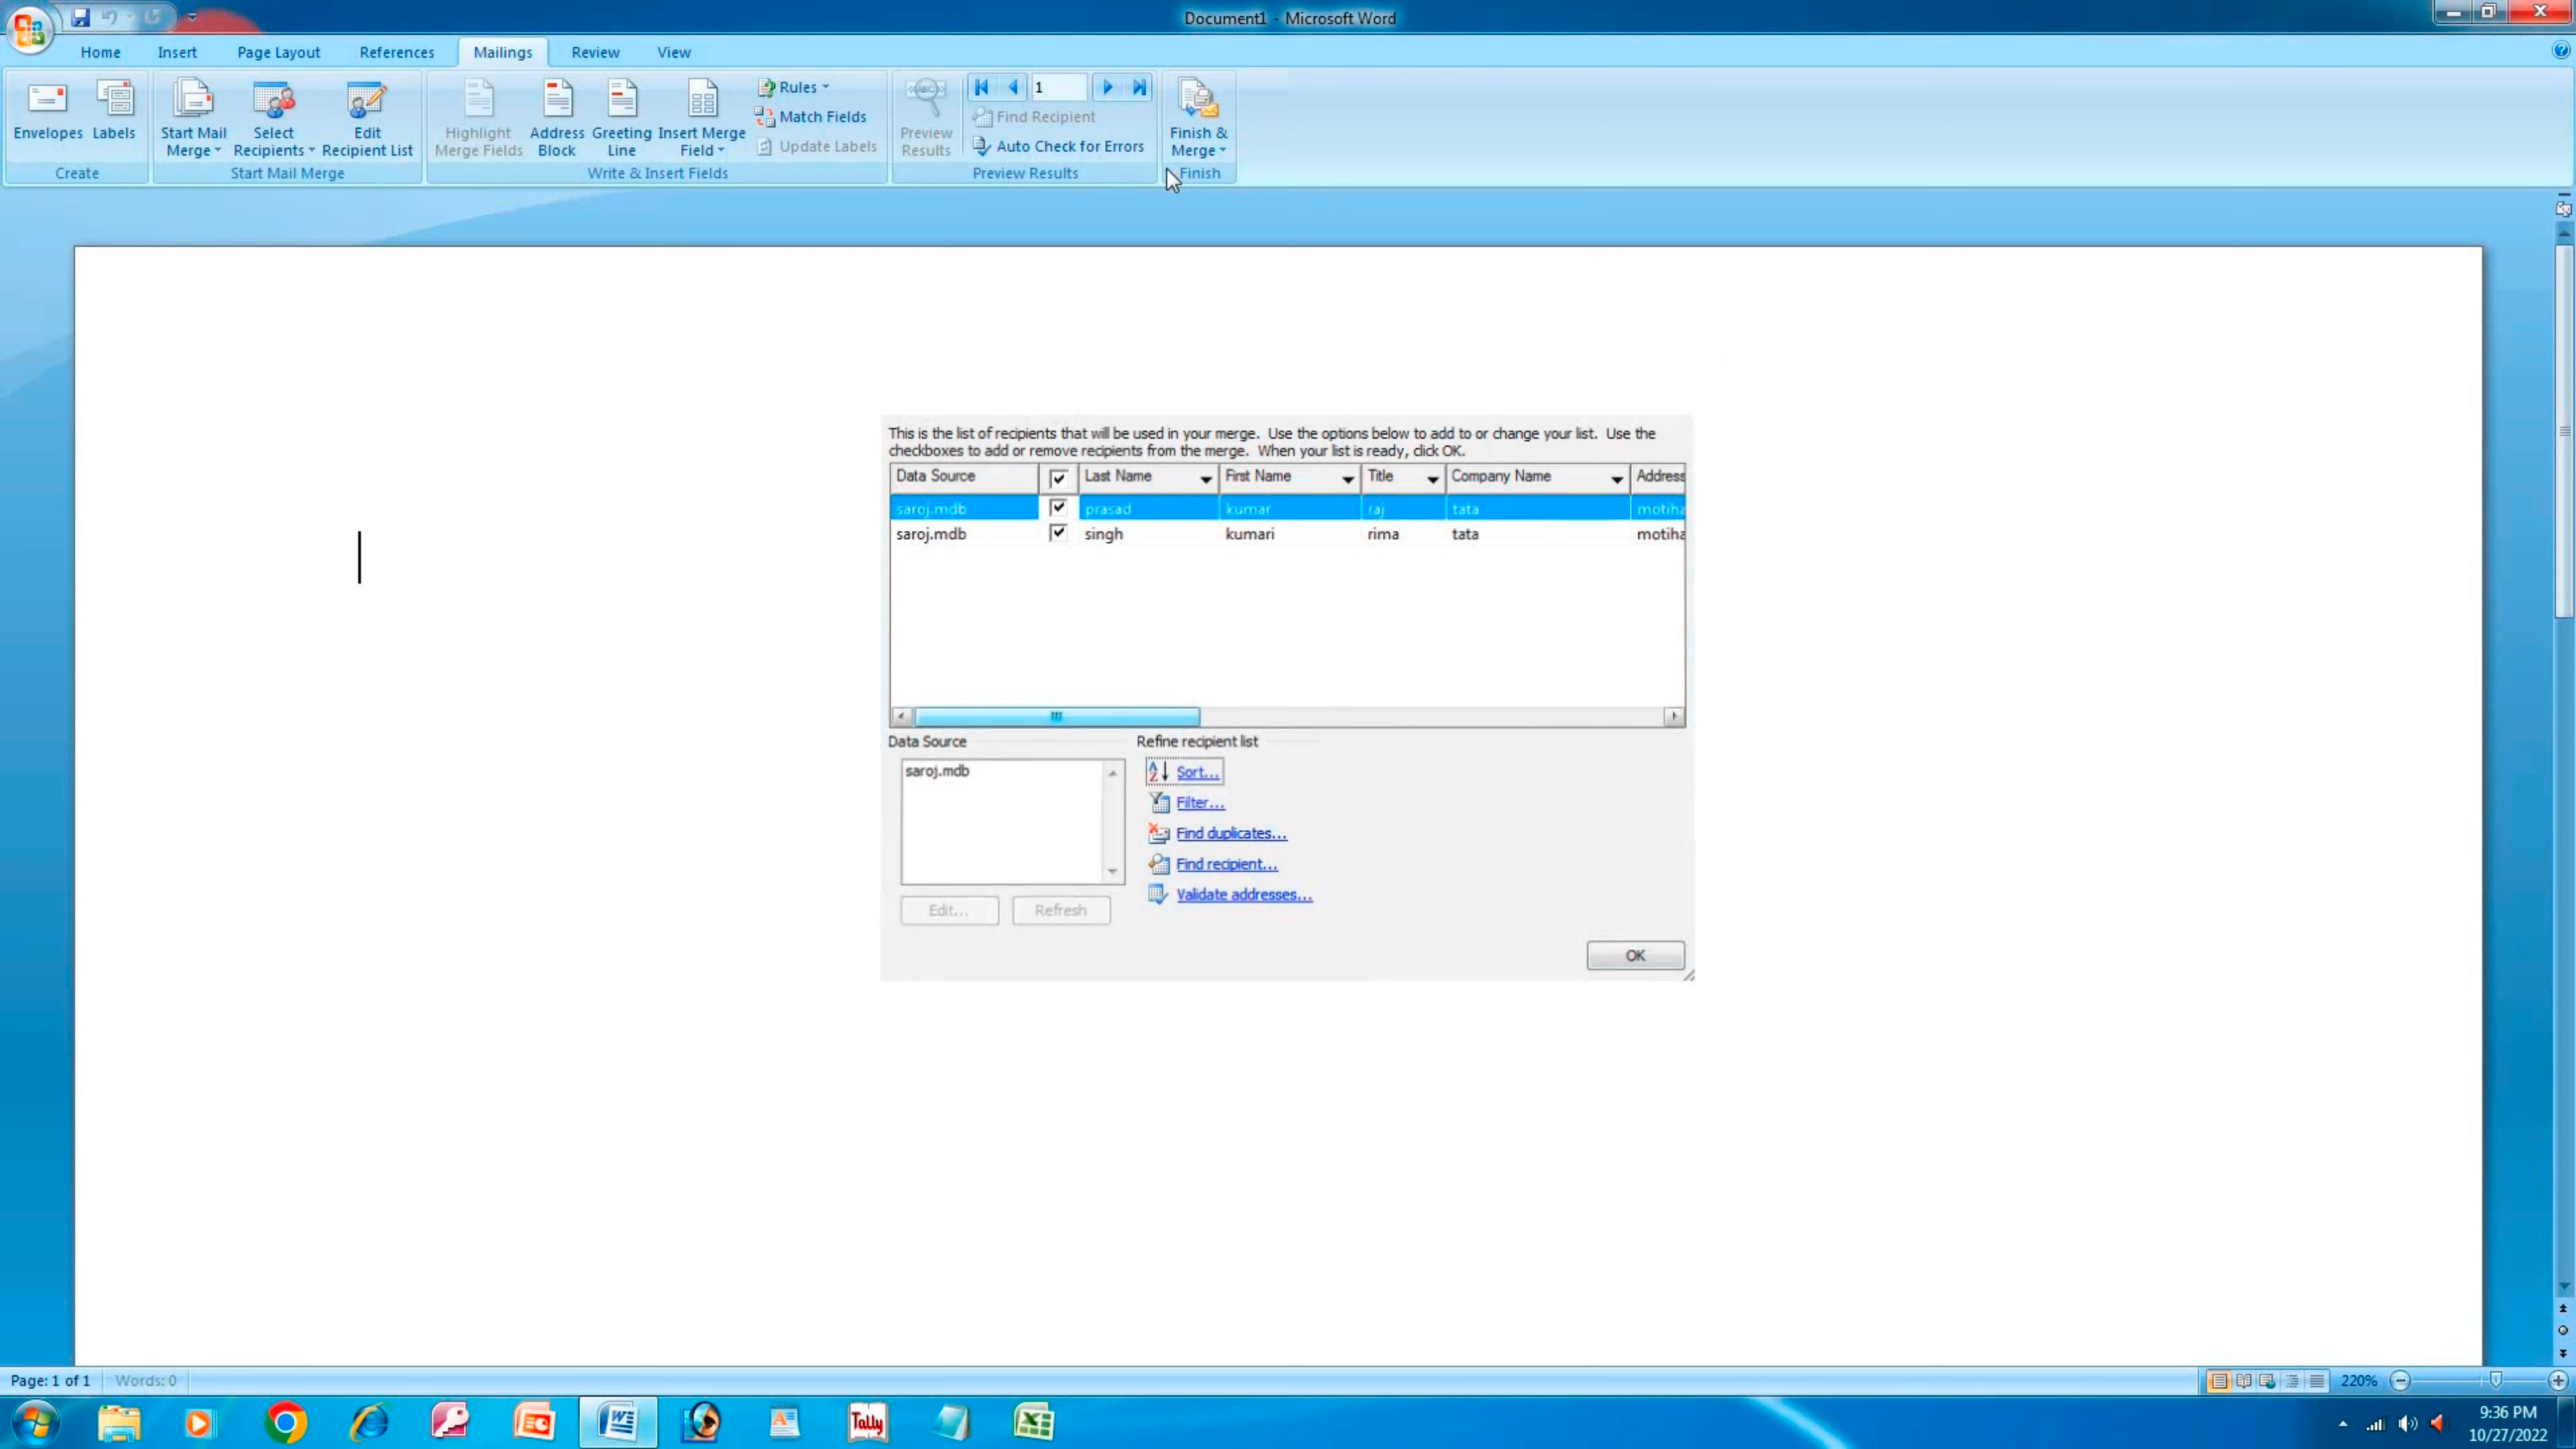 Document1 - Microsoft Word
Home Insert Page Layout References Mailings Review View
Envelopes Labels
Create
Start Mail Merge Select Recipients Edit Recipient List
Start Mail Merge
Highlight Merge Fields Address Block Greeting Line Insert Merge Field
Rules
Match Fields
Update Labels
Write & Insert Fields
Preview Results
1
Find Recipient
Auto Check for Errors
Preview Results
Finish & Merge
Finish
This is the list of recipients that will be used in your merge. Use the options below to add to or change your list. Use the
checkboxes to add or remove recipients from the merge. When your list is ready, click OK.
Data Source Last Name First Name Title Company Name Address
saroj.mdb prasad kumar raj tata motiha
saroj.mdb singh kumari rima tata motiha
Data Source
saroj.mdb
Edit... Refresh
Refine recipient list
Sort...
Filter...
Find duplicates...
Find recipient...
Validate addresses...
OK
Page: 1 of 1 Words: 0
220%
Tally
9:36 PM
10/27/2022